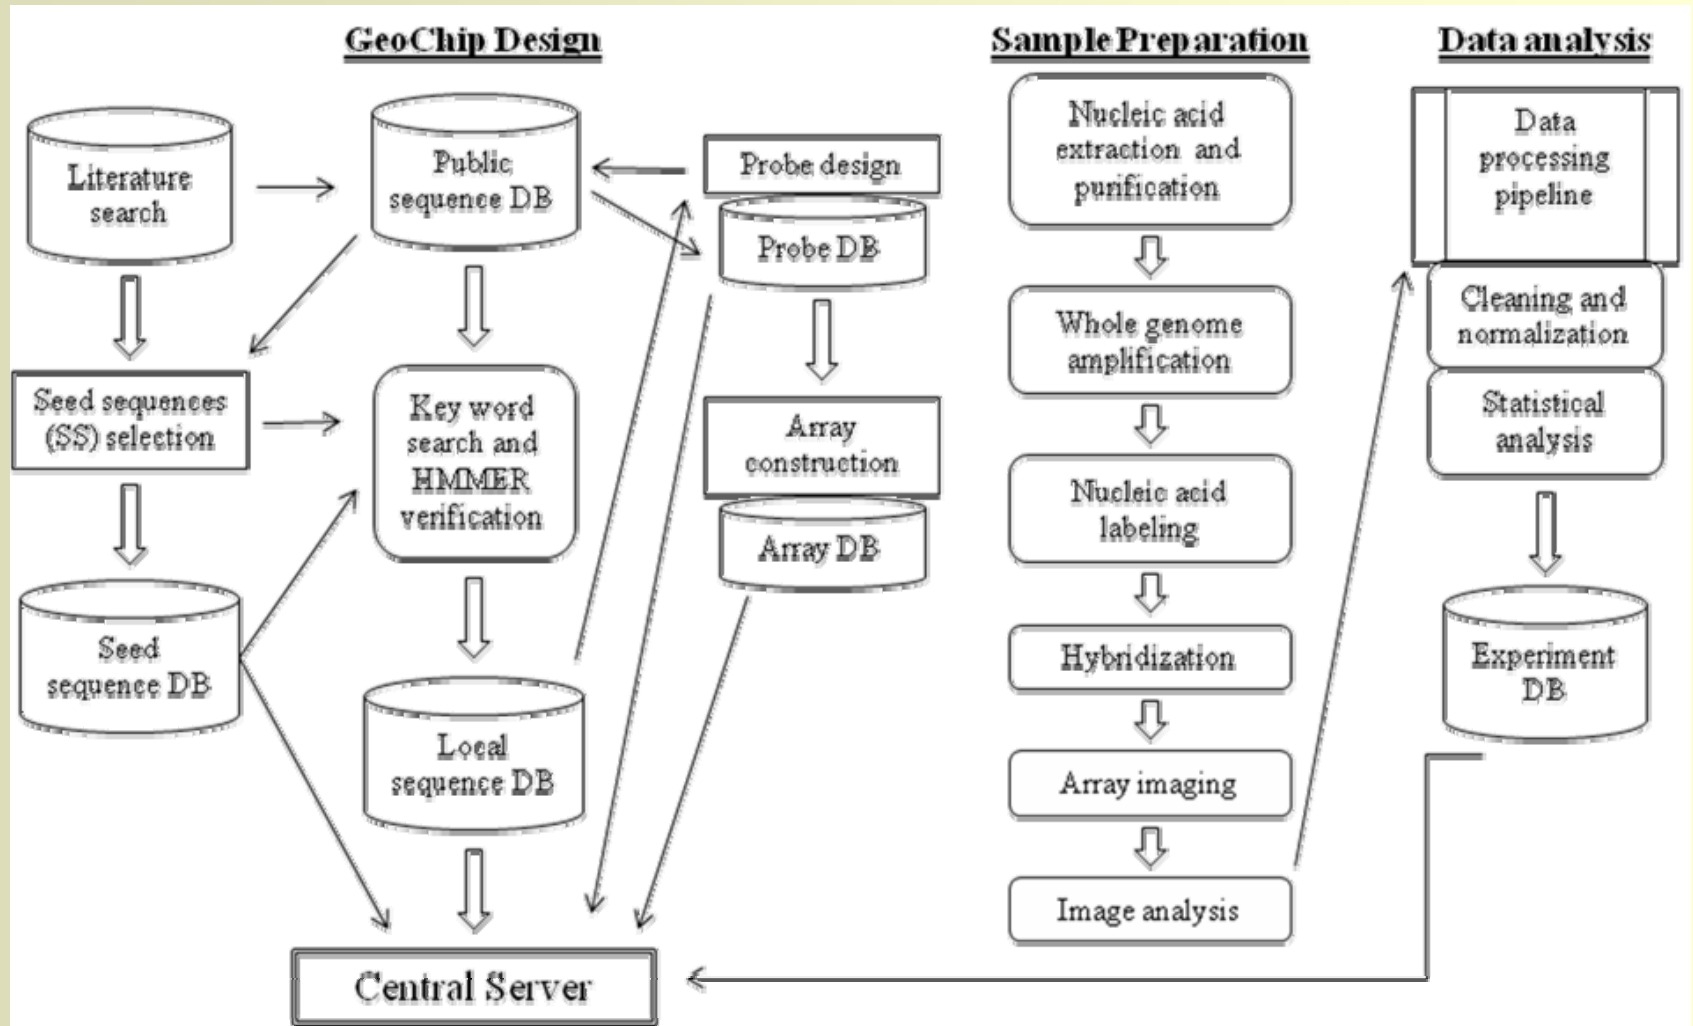 GeoChip Design
Literature
search
Public
sequence DB
Probe design
Probe DB
Seed sequences
(SS) selection
Key word
search and
HMMER
verification
Array
construction
Array DB
Seed
sequence DB
Local
sequence DB
Central Server
Sample Preparation
Nucleic acid
extraction and
purification
Whole genome
amplification
Nucleic acid
labeling
Hybridization
Array imaging
Image analysis
Data analysis
Data
processing
pipeline
Cleaning and
normalization
Statistical
analysis
Experiment
DB